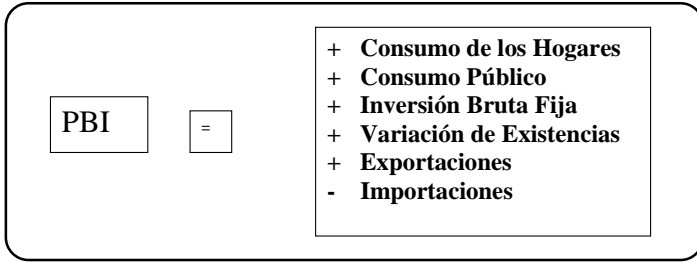 PBI
=
+ Consumo de los Hogares
+ Consumo Público
+ Inversión Bruta Fija
+ Variación de Existencias
+ Exportaciones
- Importaciones